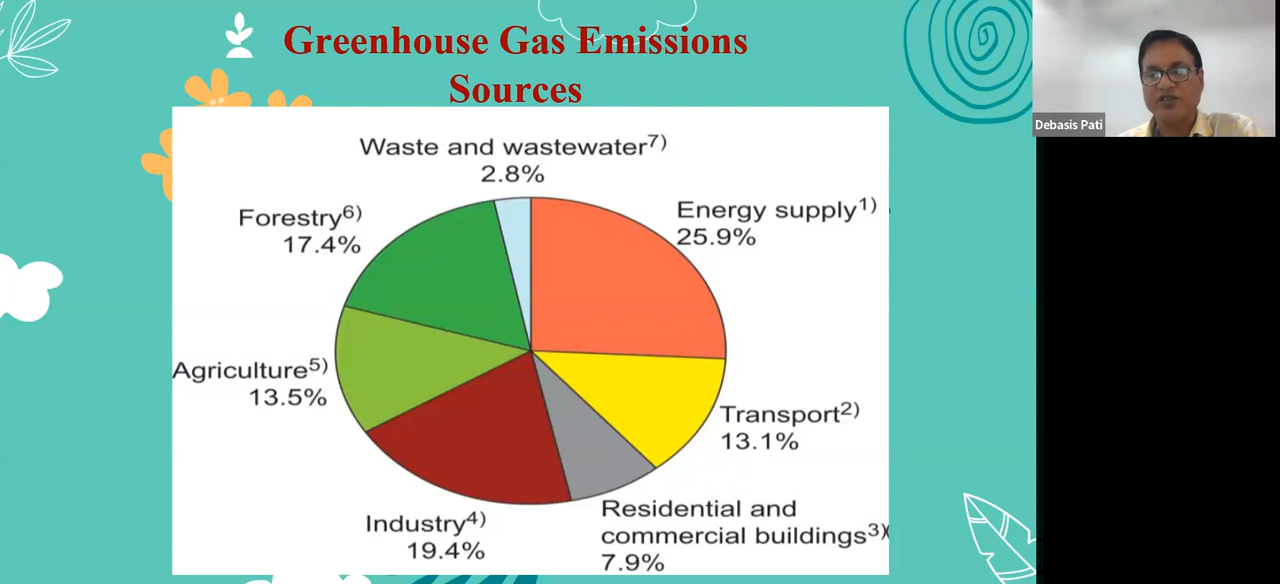 Greenhouse Gas Emissions
Sources
Debasis Pati
Waste and wastewater7)
2.8%
Energy supply1)
25.9%
Forestry6)
17.4%
Agriculture5)
13.5%
Transport2)
13.1%
Industry4)
19.4%
Residential and
commercial buildings3)
7.9%